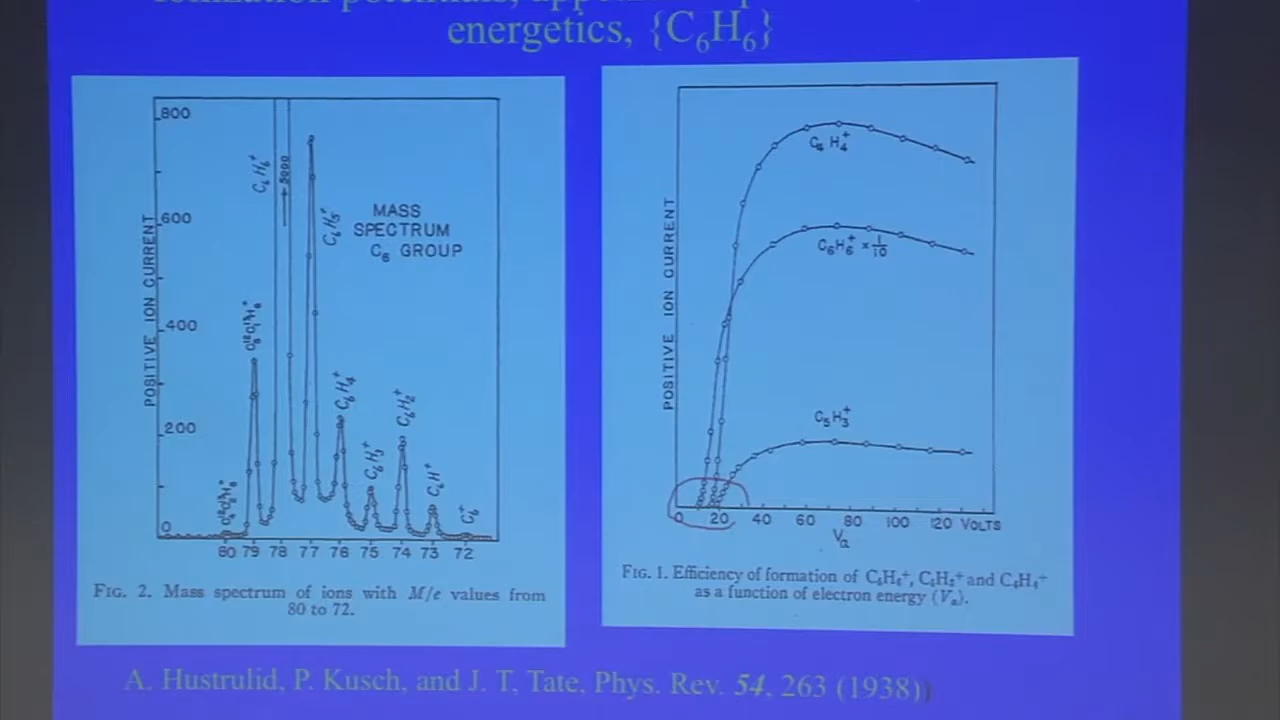 energetics, {C₆H₆}
800
600
400
200
0
POSITIVE ION CURRENT
C₆H₆⁺
5000
C₆H₅⁺
MASS
SPECTRUM
C₆ GROUP
C₆H₄⁺
C₆H₃⁺
C₆H₂⁺
C₆H⁺
C₆⁺
80 79 78 77 76 75 74 73 72
FIG. 2. Mass spectrum of ions with M/e values from
80 to 72.
POSITIVE ION CURRENT
C₄H₄⁺
C₆H₆⁺ × 1/10
C₅H₃⁺
0 20 40 60 80 100 120 VOLTS
Vₐ
FIG. 1. Efficiency of formation of C₆H₆⁺, C₅H₃⁺ and C₄H₄⁺
as a function of electron energy (Vₐ).
A. Hustrulid, P. Kusch, and J. T. Tate, Phys. Rev. 54, 263 (1938))